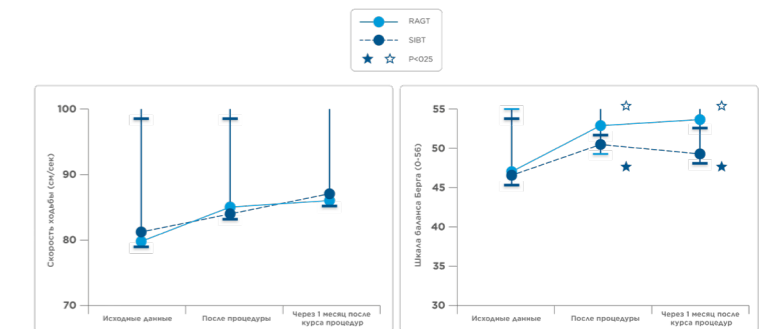 RAGT
SIBT
P<025
100
90
80
70
Скорость ходьбы (см/сек)
Исходные данные
После процедуры
Через 1 месяц после
курса процедур
55
50
45
40
35
30
Шкала баланса Берга (0-56)
Исходные данные
После процедуры
Через 1 месяц после
курса процедур